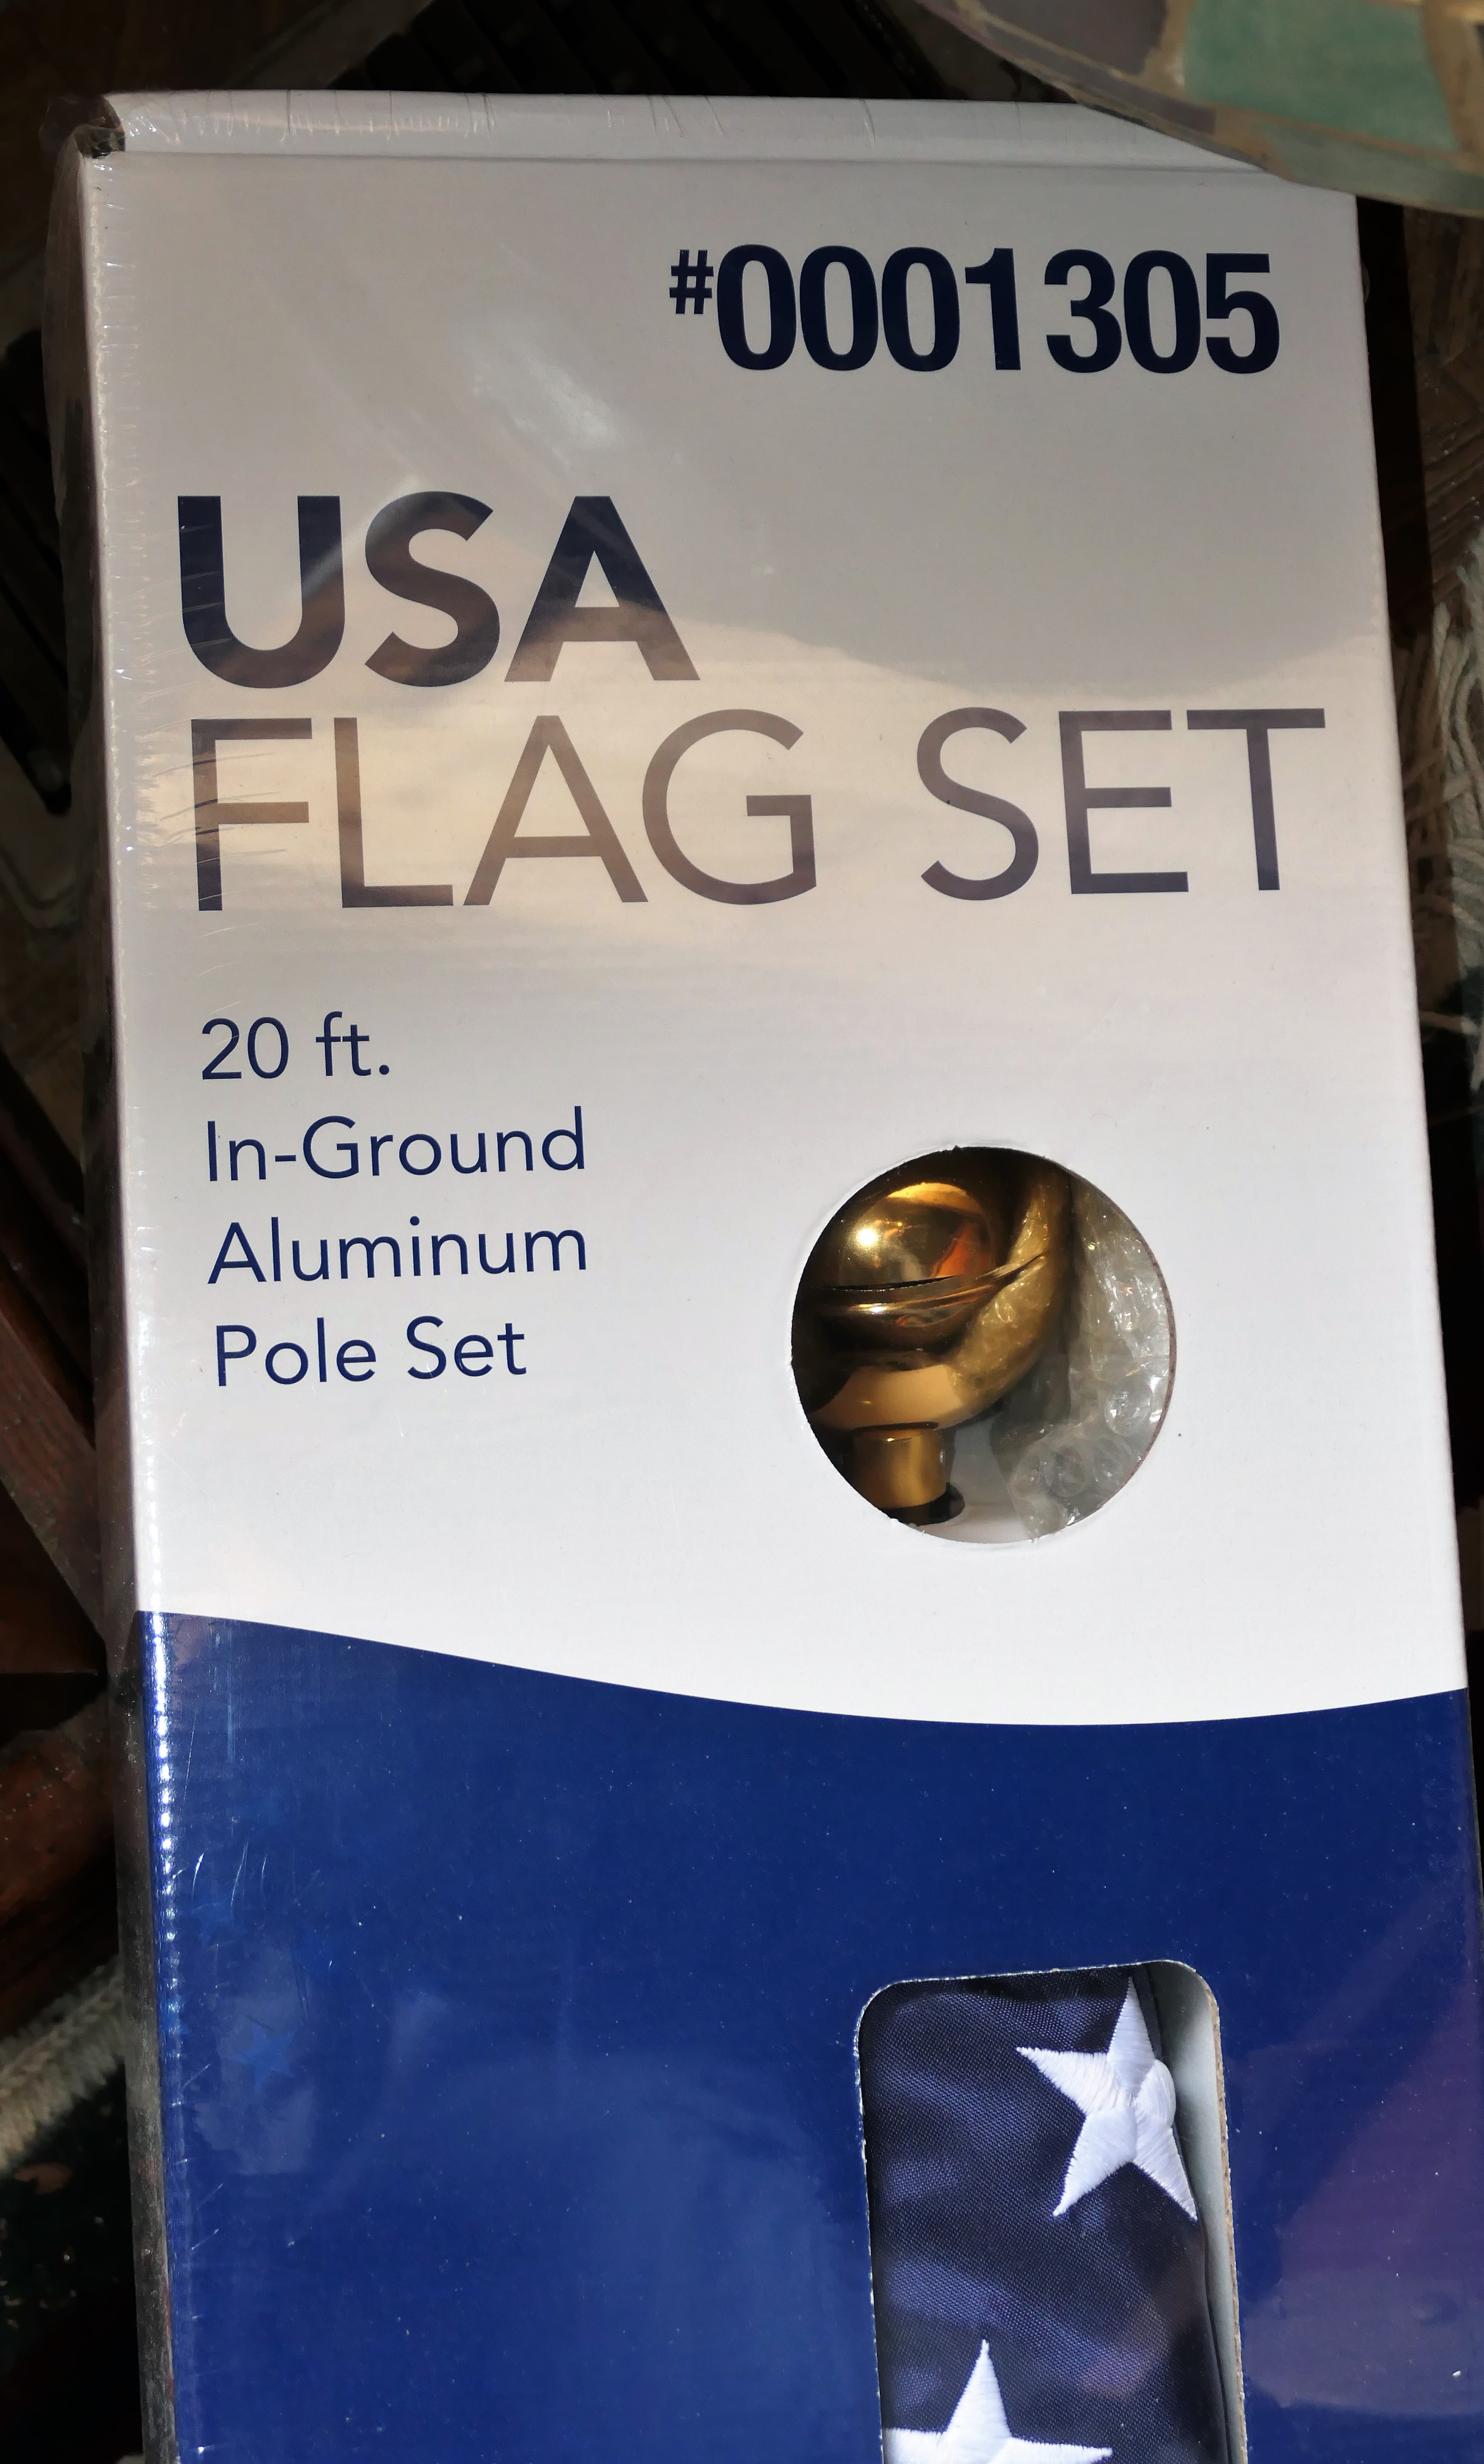 #0001305
USA
FLAG SET
20 ft.
In-Ground
Aluminum
Pole Set